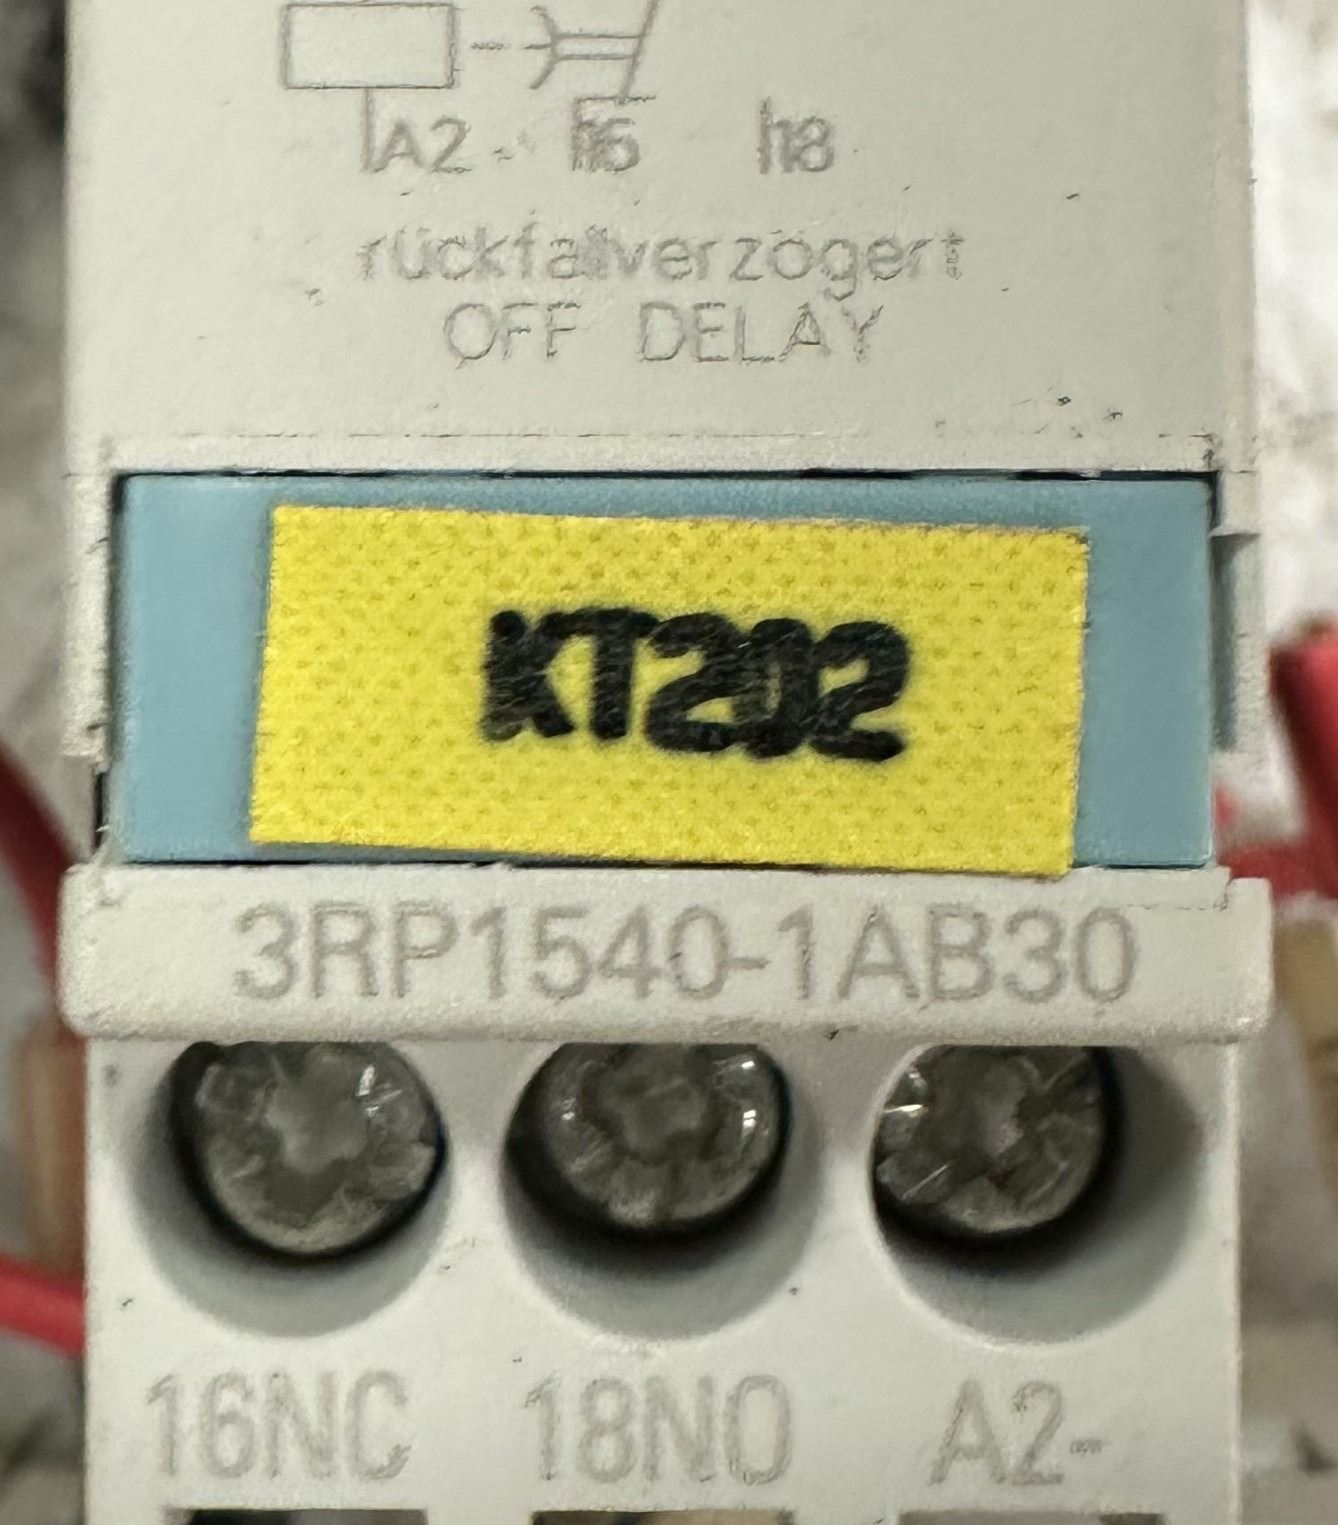 A2 16 18
rückfallverzögert
OFF DELAY
KT202
3RP1540-1AB30
16NC 18NO A2-